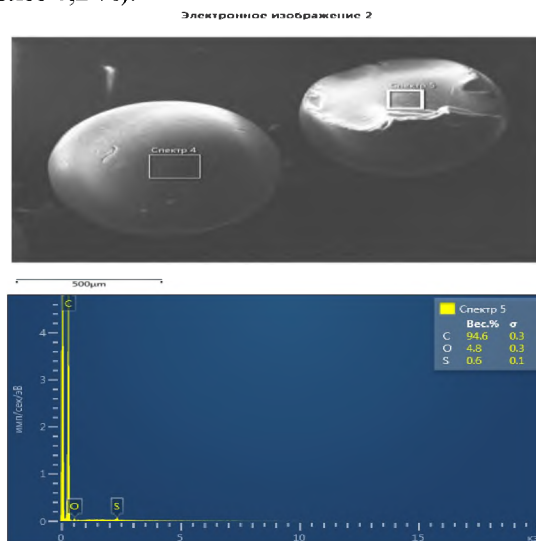 Электронное изображение 2
Спектр 5
Спектр 4
500µm
C
4
Спектр 5
Вес.% σ
C 94.6 0.3
O 4.8 0.3
S 0.6 0.1
3
имп/сек/эВ
2
1
O S
0
0 5 10 15